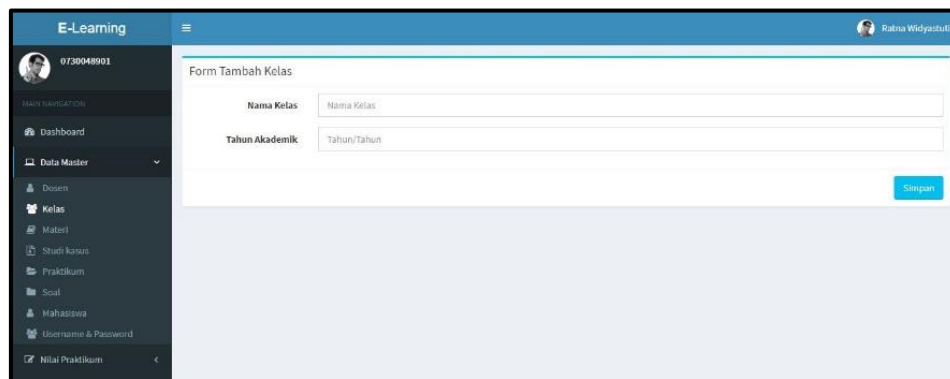 E-Learning
Ratna Widyastuti
0730048901
MAIN NAVIGATION
Dashboard
Data Master
Dosen
Kelas
Materi
Studi kasus
Praktikum
Soal
Mahasiswa
Username & Password
Nilai Praktikum
Form Tambah Kelas
Nama Kelas
Nama Kelas
Tahun Akademik
Tahun/Tahun
Simpan